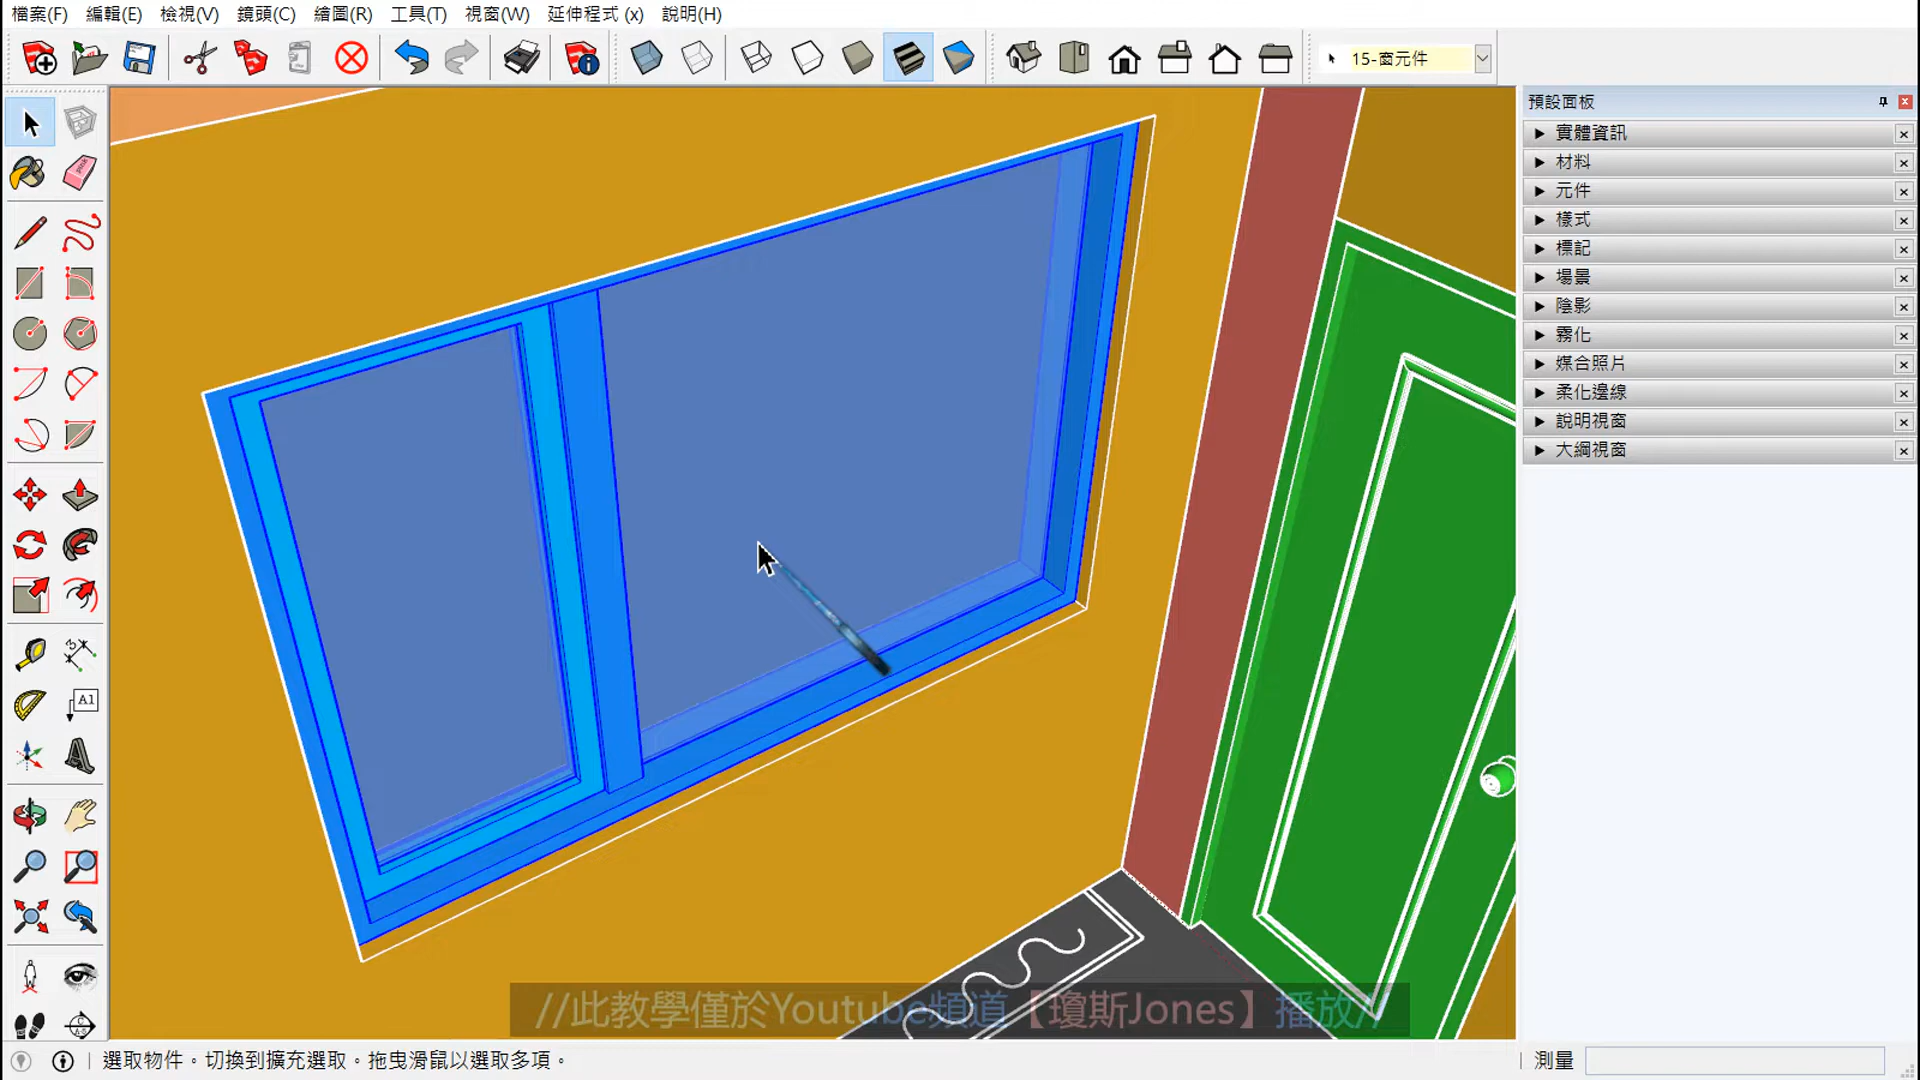 檔案(F) 編輯(E) 檢視(V) 鏡頭(C) 繪圖(R) 工具(T) 視窗(W) 延伸程式 (x) 說明(H)
15-窗元件
預設面板
實體資訊
材料
元件
樣式
標記
場景
陰影
霧化
媒合照片
柔化邊線
說明視窗
大綱視窗
A1
//此教學僅於Youtube頻道【瓊斯Jones】播放//
選取物件。切換到擴充選取。拖曳滑鼠以選取多項。
測量